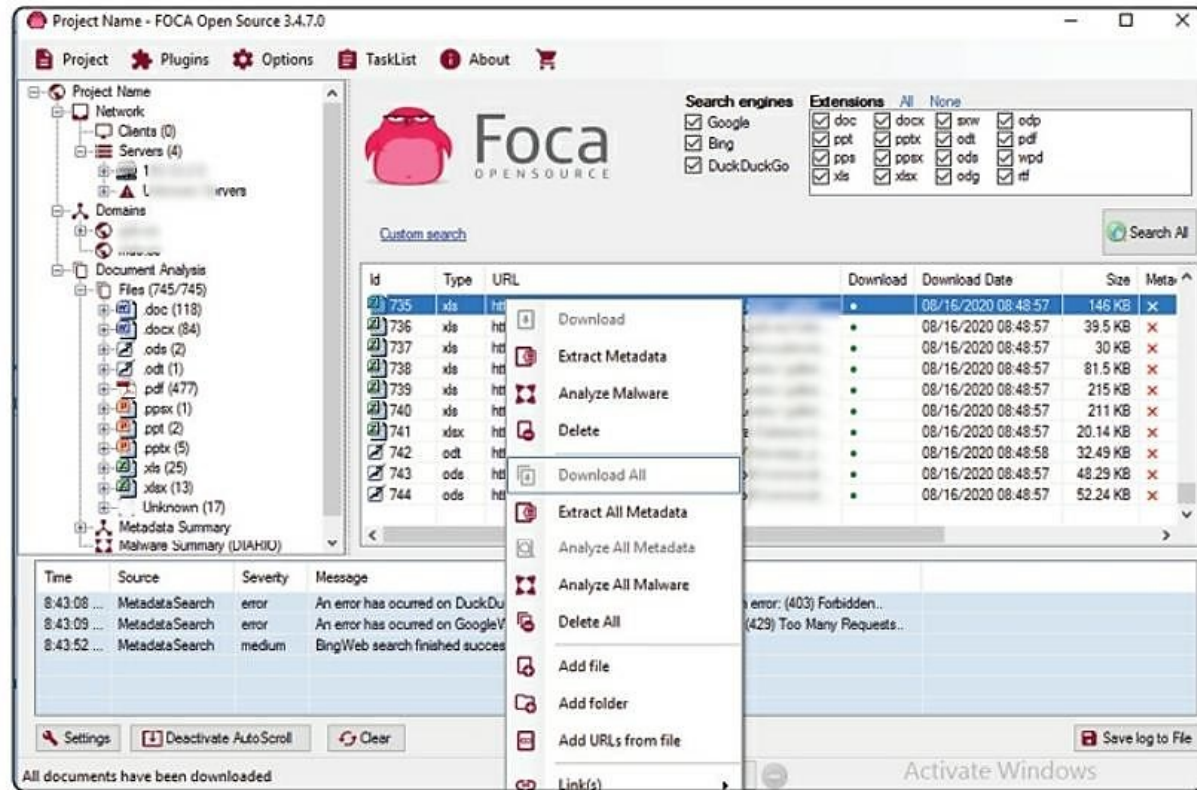 Project Name - FOCA Open Source 3.4.7.0
Project Plugins Options TaskList About
Project Name
Network
Clients (0)
Servers (4)
Domains
Document Analysis
Files (745/745)
.doc (118)
.docx (84)
.ods (2)
.odt (1)
.pdf (477)
.ppsx (1)
.ppt (2)
.pptx (5)
.xls (25)
.xlsx (13)
Unknown (17)
Metadata Summary
Malware Summary (DIARIO)
Foca
OPENSOURCE
Search engines
Google
Bing
DuckDuckGo
Extensions All None
doc docx sxw odp
ppt pptx odt pdf
pps ppsx ods wpd
xls xlsx odg rtf
Custom search
Search All
Id Type URL Download Download Date Size
735 xls 08/16/2020 08:48:57 146 KB
736 xls 08/16/2020 08:48:57 39.5 KB
737 xls 08/16/2020 08:48:57 30 KB
738 xls 08/16/2020 08:48:57 81.5 KB
739 xls 08/16/2020 08:48:57 215 KB
740 xls 08/16/2020 08:48:57 211 KB
741 xlsx 08/16/2020 08:48:57 20.14 KB
742 odt 08/16/2020 08:48:58 32.49 KB
743 ods 08/16/2020 08:48:57 48.29 KB
744 ods 08/16/2020 08:48:57 52.24 KB
Download
Extract Metadata
Analyze Malware
Delete
Download All
Extract All Metadata
Analyze All Metadata
Analyze All Malware
Delete All
Add file
Add folder
Add URLs from file
Link(s)
Time Source Severity Message
8:43:08 ... MetadataSearch error An error has ocurred on error: (403) Forbidden..
8:43:09 ... MetadataSearch error An error has ocurred on (429) Too Many Requests..
8:43:52 ... MetadataSearch medium BingWeb search finished
Settings Deactivate AutoScroll Clear Save log to File
All documents have been downloaded
Activate Windows